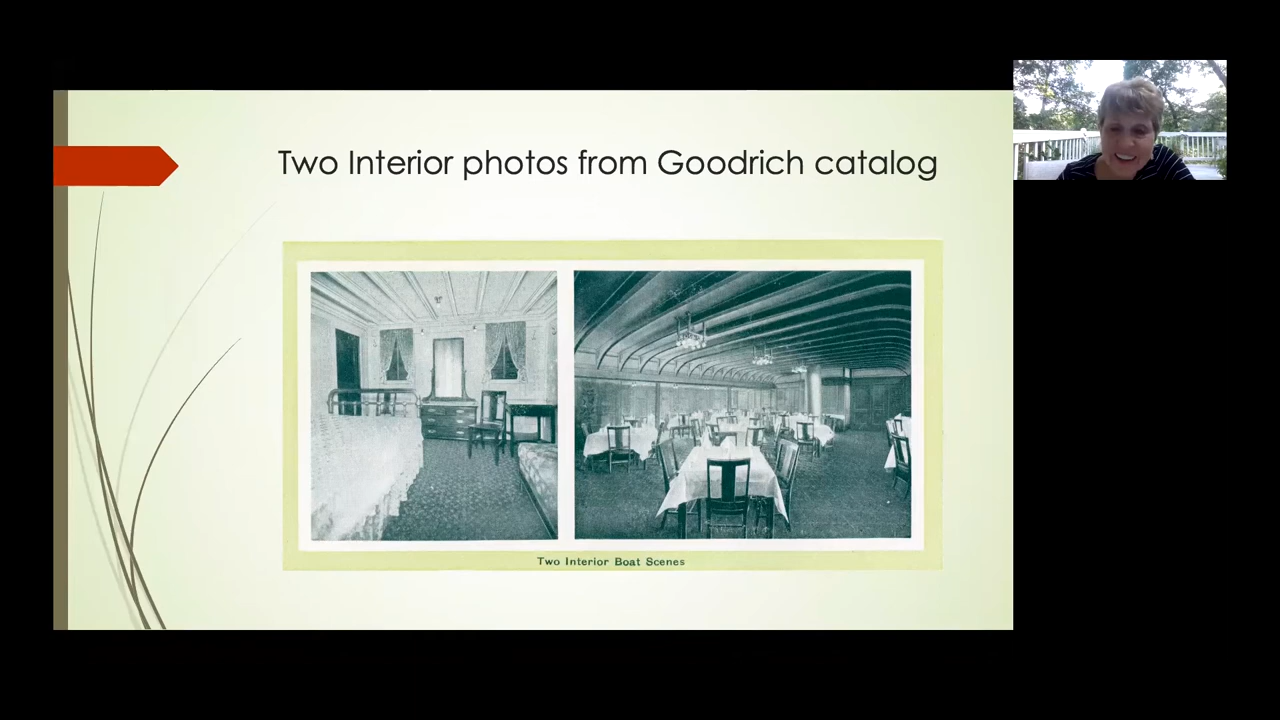 Two Interior photos from Goodrich catalog
Two Interior Boat Scenes